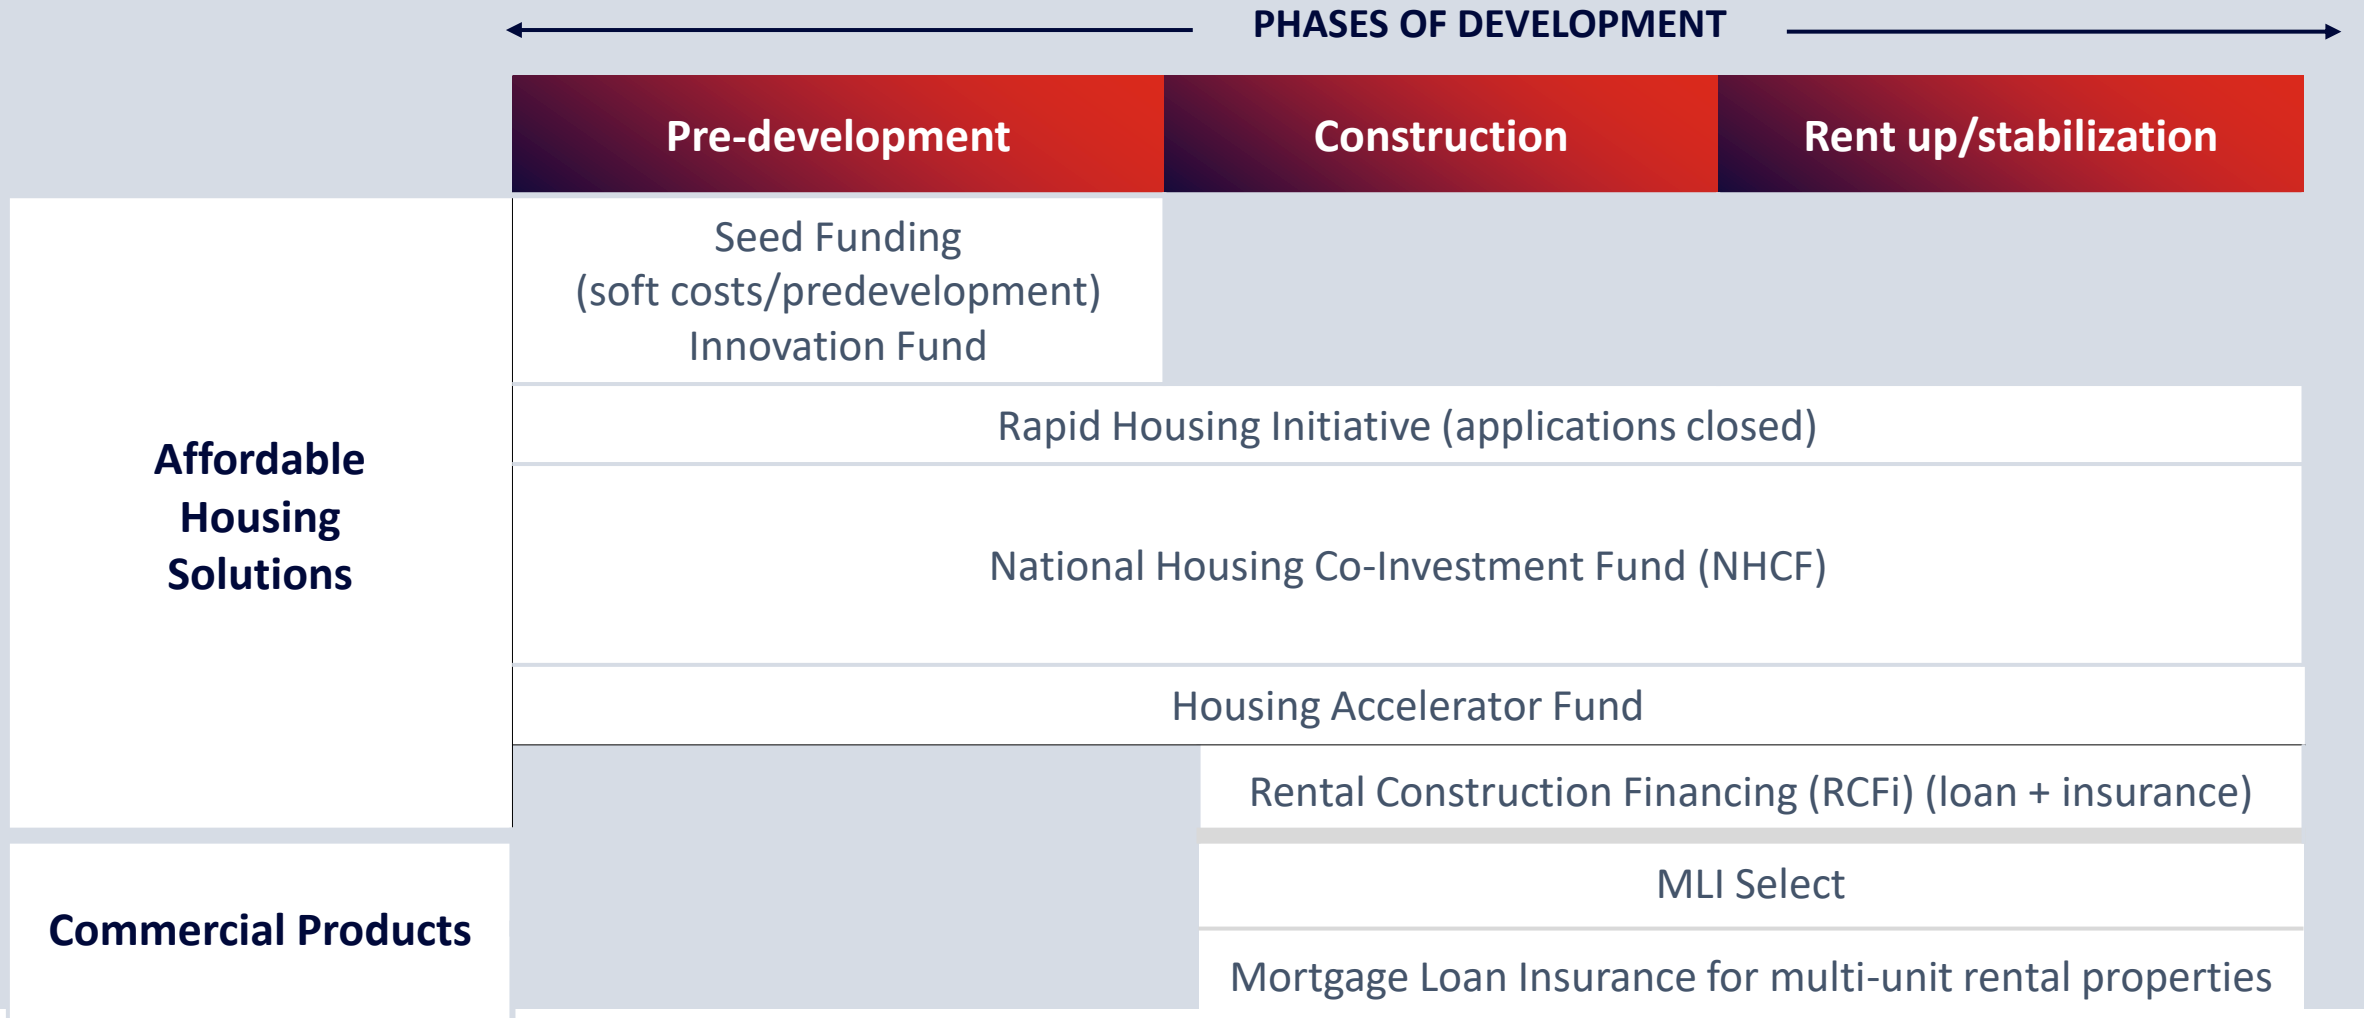 PHASES OF DEVELOPMENT
Pre-development
Construction
Rent up/stabilization
Affordable
Housing
Solutions
Seed Funding
(soft costs/predevelopment)
Innovation Fund
Rapid Housing Initiative (applications closed)
National Housing Co-Investment Fund (NHCF)
Housing Accelerator Fund
Rental Construction Financing (RCFi) (loan + insurance)
Commercial Products
MLI Select
Mortgage Loan Insurance for multi-unit rental properties